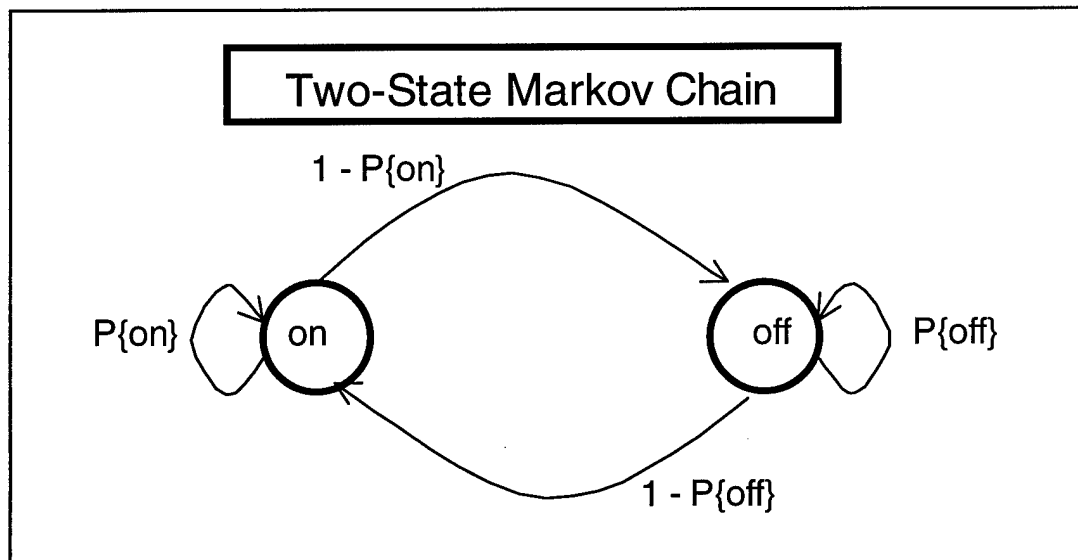 Two-State Markov Chain
1 - P{on}
P{on}
on
off
P{off}
1 - P{off}